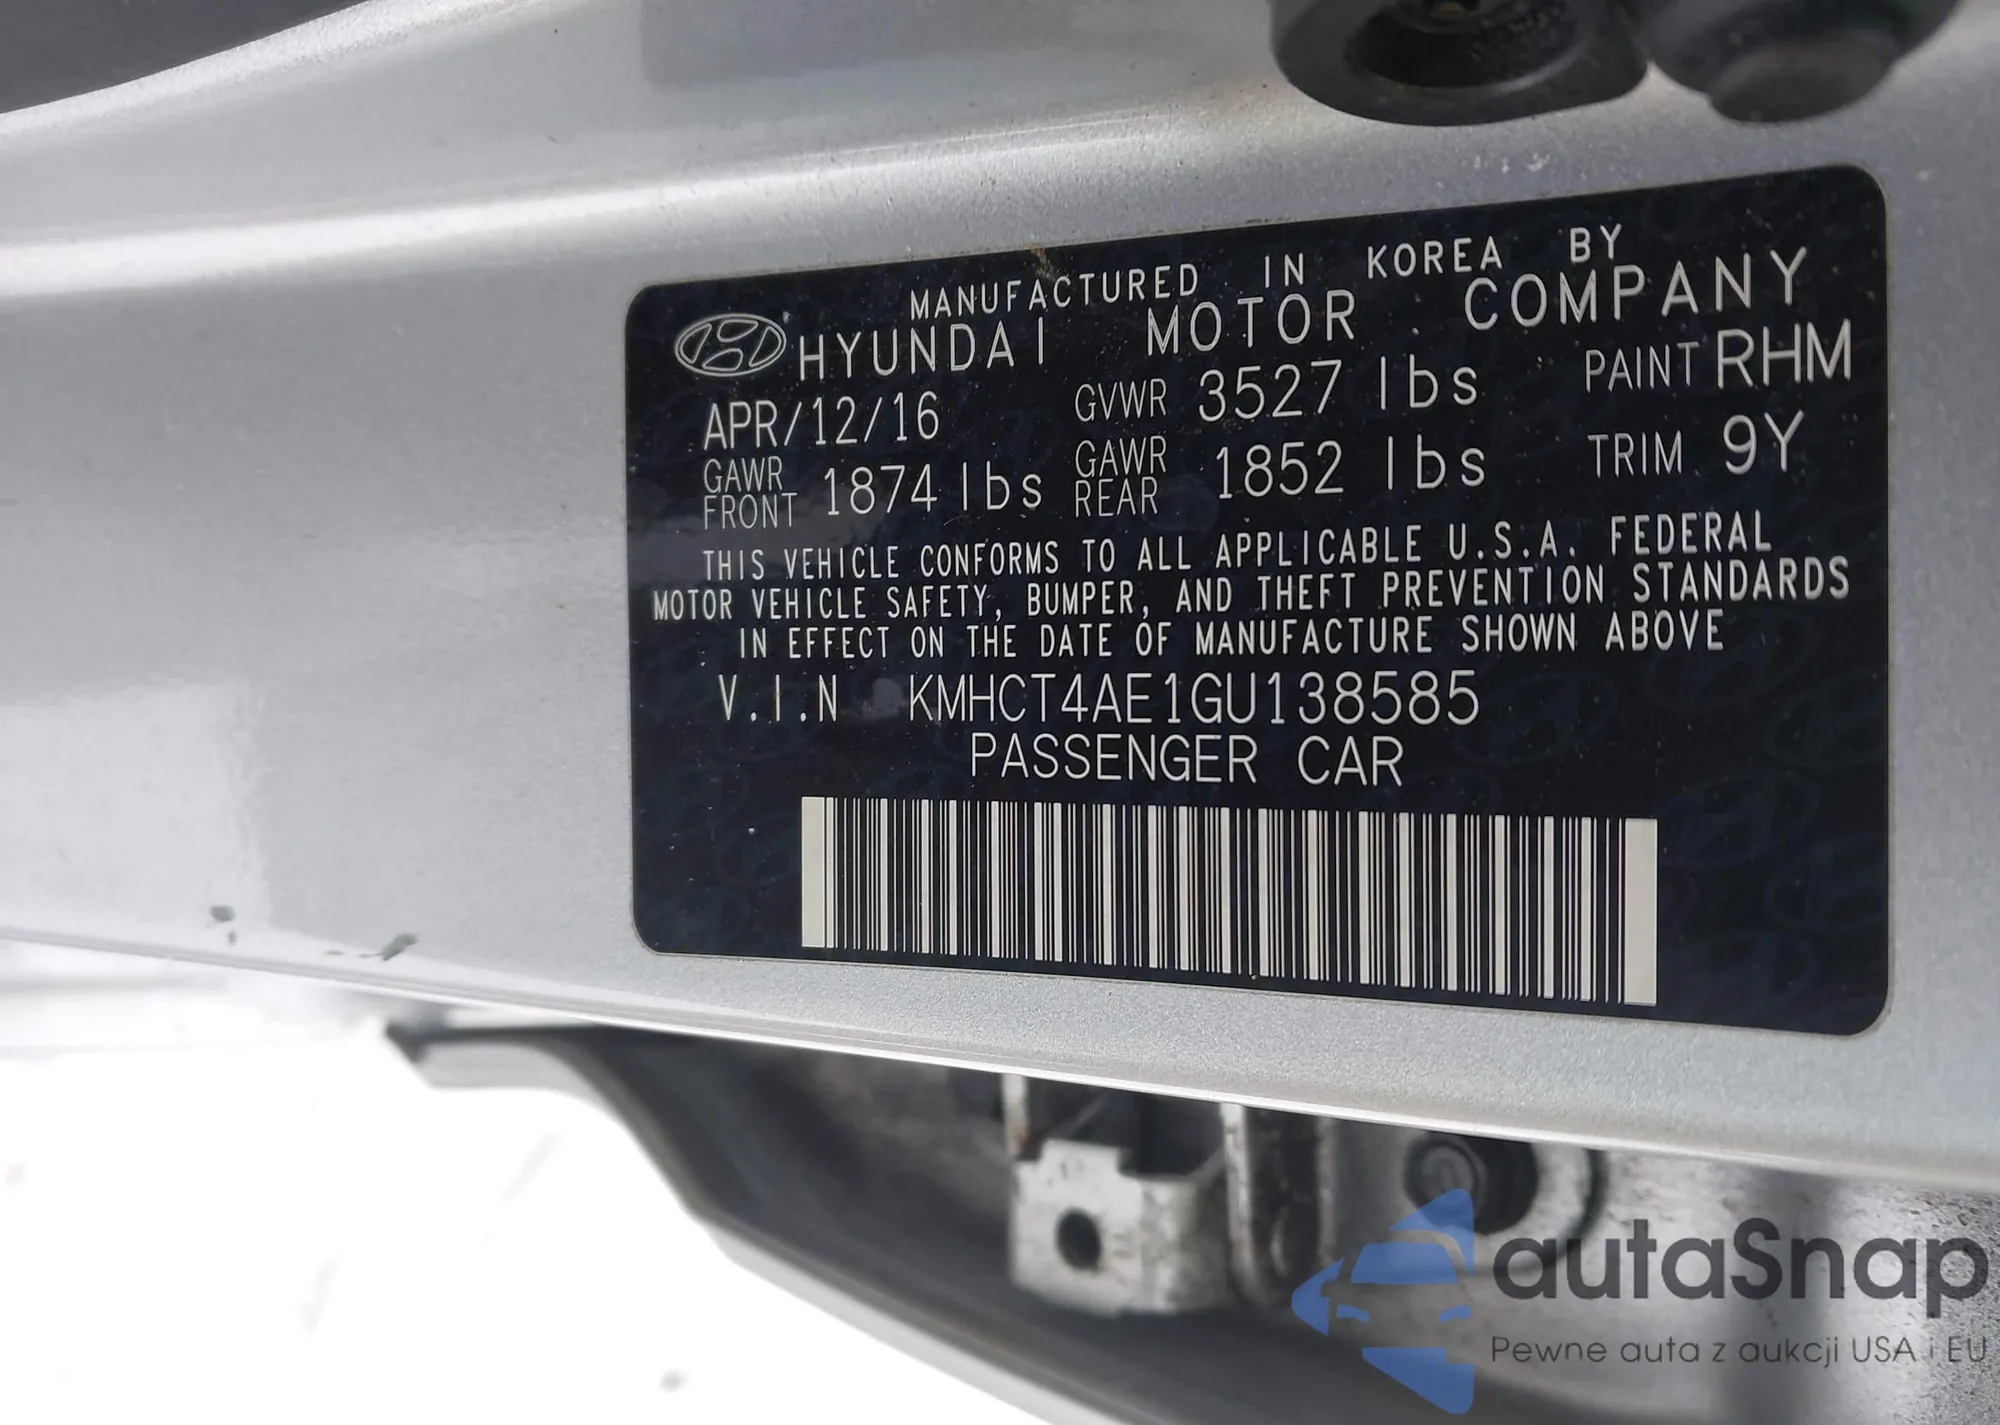 MANUFACTURED IN KOREA BY
HYUNDAI MOTOR COMPANY
APR/12/16 GVWR 3527 lbs PAINT RHM
GAWR FRONT 1874 lbs GAWR REAR 1852 lbs TRIM 9Y
THIS VEHICLE CONFORMS TO ALL APPLICABLE U.S.A. FEDERAL
MOTOR VEHICLE SAFETY, BUMPER, AND THEFT PREVENTION STANDARDS
IN EFFECT ON THE DATE OF MANUFACTURE SHOWN ABOVE
V.I.N KMHCT4AE1GU138585
PASSENGER CAR
autaSnap
Pewne auta z aukcji USA i EU